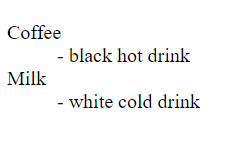 Coffee
- black hot drink
Milk
- white cold drink